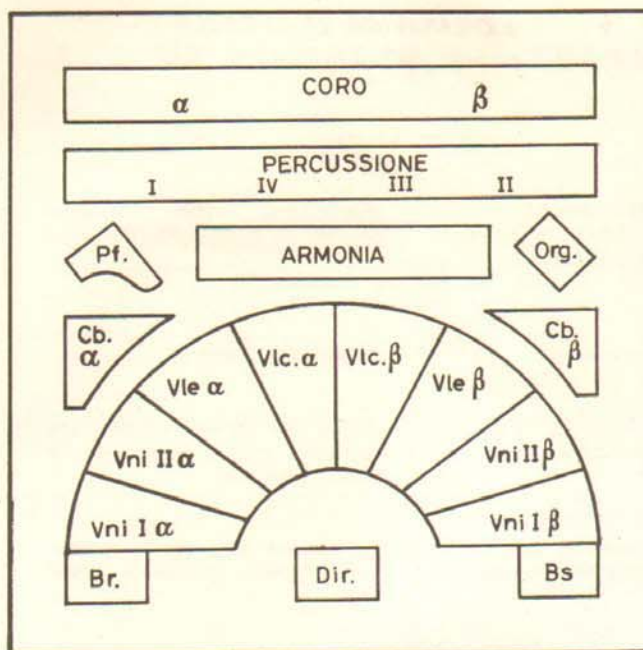 CORO
α β
PERCUSSIONE
I IV III II
Pf. ARMONIA Org.
Cb. α Cb. β
Vlc. α Vlc. β
Vle α Vle β
Vni II α Vni II β
Vni I α Vni I β
Br. Dir. Bs